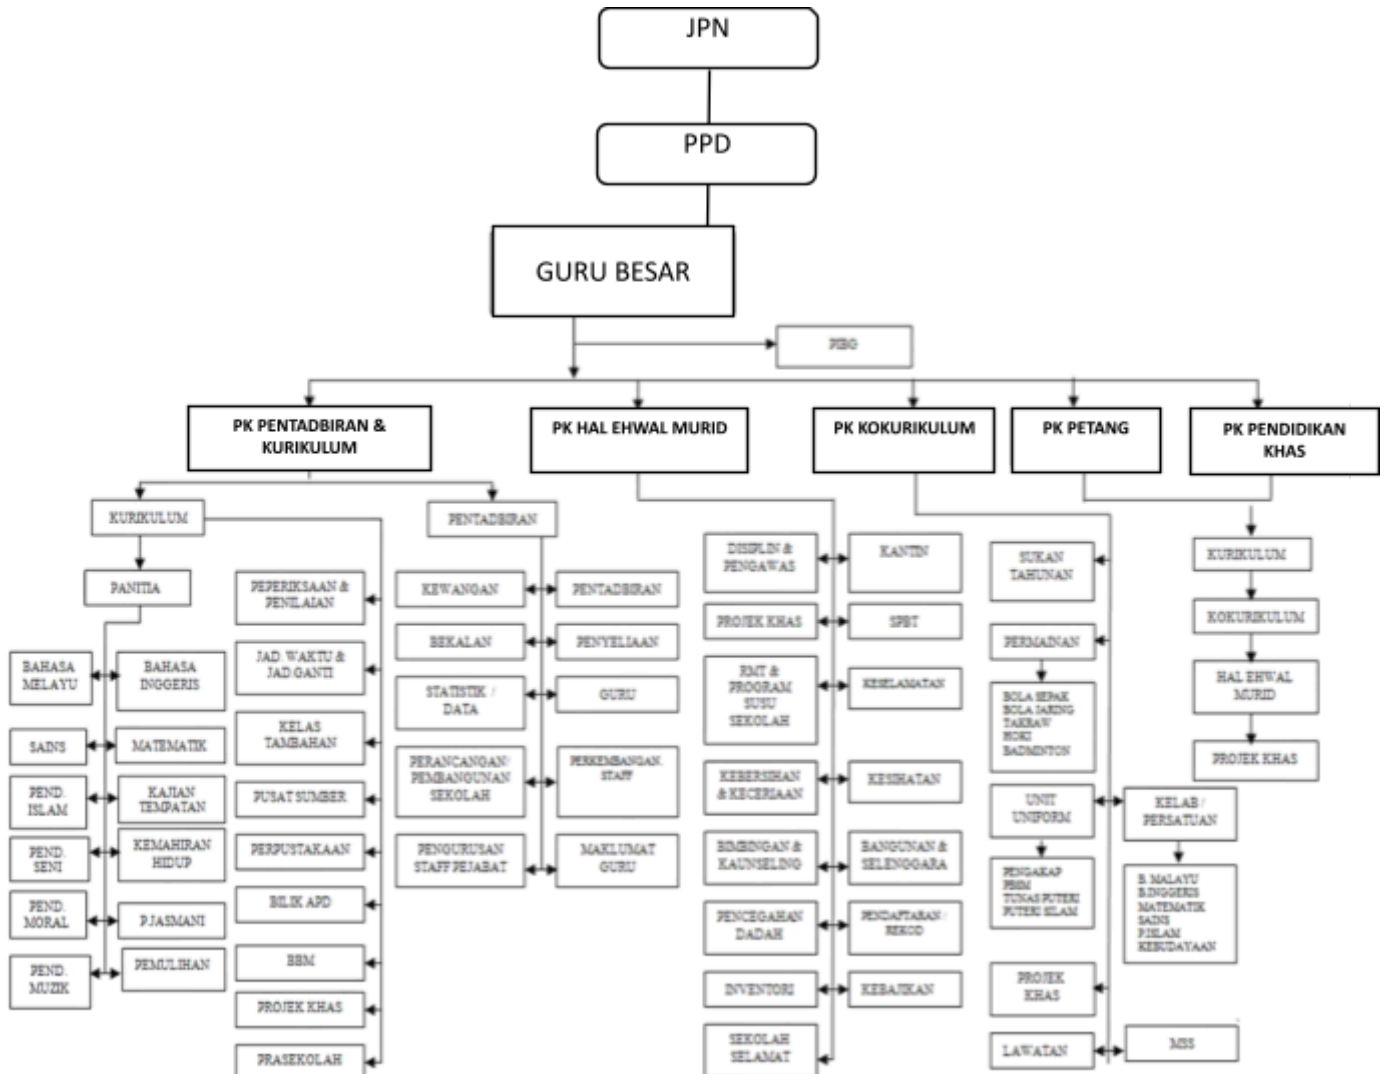 JPN
PPD
GURU BESAR
PIBG
PK PENTADBIRAN &
KURIKULUM
PK HAL EHWAL MURID
PK KOKURIKULUM
PK PETANG
PK PENDIDIKAN
KHAS
KURIKULUM
PANITIA
BAHASA
MELAYU
BAHASA
INGGERIS
SAINS
MATEMATIK
PEND.
ISLAM
KAJIAN
TEMPATAN
PEND.
SENI
KEMAHIRAN
HIDUP
PEND.
MORAL
P.JASMANI
PEND.
MUZIK
PEMULIHAN
PEPERIKSAAN &
PENILAIAN
JAD. WAKTU &
JAD.GANTI
KELAS
TAMBAHAN
PUSAT SUMBER
PERPUSTAKAAN
BILIK APD
BBM
PROJEK KHAS
PRASEKOLAH
PENTADBIRAN
KEWANGAN
PENTADBIRAN
BEKALAN
PENYELIAAN
STATISTIK /
DATA
GURU
PERANCANGAN/
PEMBANGUNAN
SEKOLAH
PERKEMBANGAN.
STAFF
PENGURUSAN
STAFF PEJABAT
MAKLUMAT
GURU
DISIPLIN &
PENGAWAS
KANTIN
PROJEK KHAS
SPBT
RMT &
PROGRAM
SUSU
SEKOLAH
KESELAMATAN
KEBERSIHAN
& KECERIAAN
KESIHATAN
BIMBINGAN &
KAUNSELING
BANGUNAN &
SELENGGARA
PENCEGAHAN
DADAH
PENDAFTARAN /
REKOD
INVENTORI
KEBAJIKAN
SEKOLAH
SELAMAT
SUKAN
TAHUNAN
PERMAINAN
BOLA SEPAK
BOLA JARING
TAKRAW
HOKI
BADMINTON
UNIT
UNIFORM
KELAB /
PERSATUAN
PENGAKAP
PBSM
TUNAS PUTERI
PUTERI SILAM
B. MALAYU
B.INGGERIS
MATEMATIK
SAINS
P.ISLAM
KEBUDAYAAN
PROJEK
KHAS
LAWATAN
MSS
KURIKULUM
KOKURIKULUM
HAL EHWAL
MURID
PROJEK KHAS